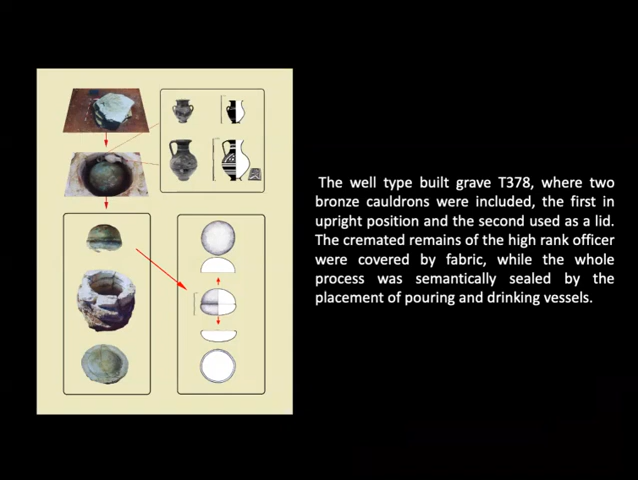 The well type built grave T378, where two
bronze cauldrons were included, the first in
upright position and the second used as a lid.
The cremated remains of the high rank officer
were covered by fabric, while the whole
process was semantically sealed by the
placement of pouring and drinking vessels.